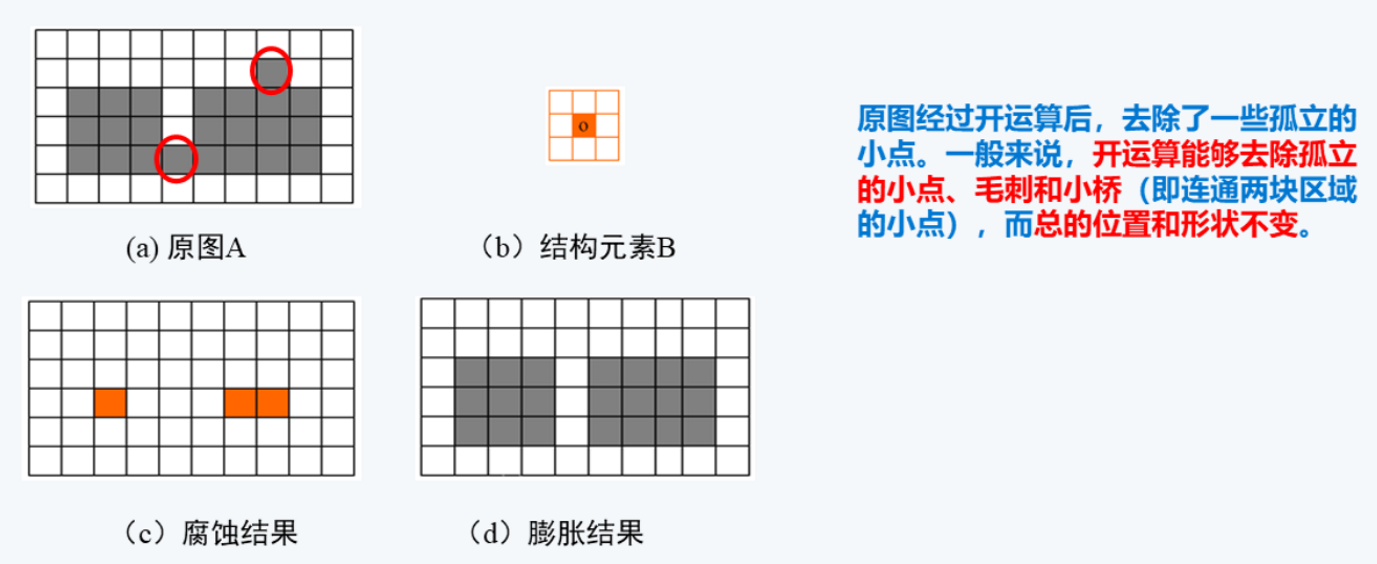 o
原图经过开运算后，去除了一些孤立的
小点。一般来说，开运算能够去除孤立
的小点、毛刺和小桥（即连通两块区域
的小点），而总的位置和形状不变。
(a) 原图A
（b）结构元素B
（c）腐蚀结果
（d）膨胀结果